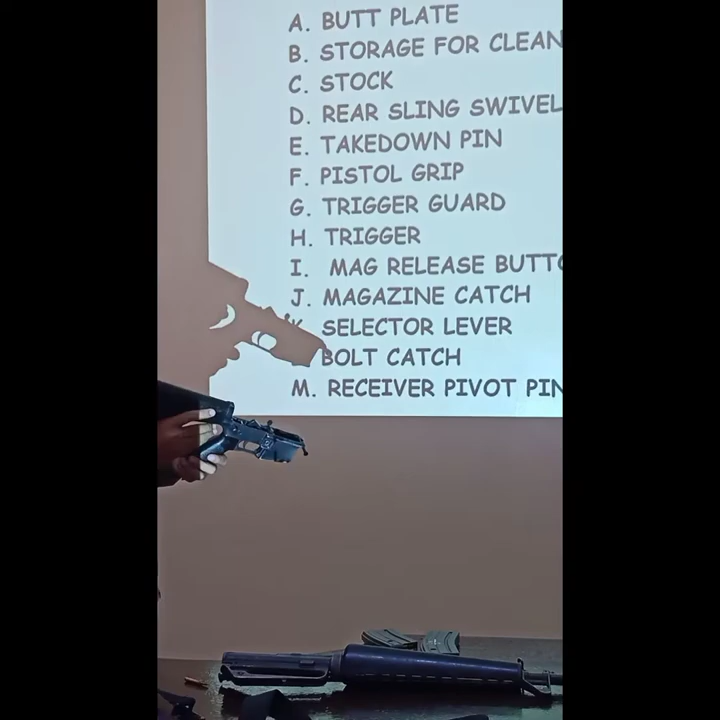 A. BUTT PLATE
B. STORAGE FOR CLEAN
C. STOCK
D. REAR SLING SWIVEL
E. TAKEDOWN PIN
F. PISTOL GRIP
G. TRIGGER GUARD
H. TRIGGER
I. MAG RELEASE BUTTO
J. MAGAZINE CATCH
K. SELECTOR LEVER
BOLT CATCH
M. RECEIVER PIVOT PIN